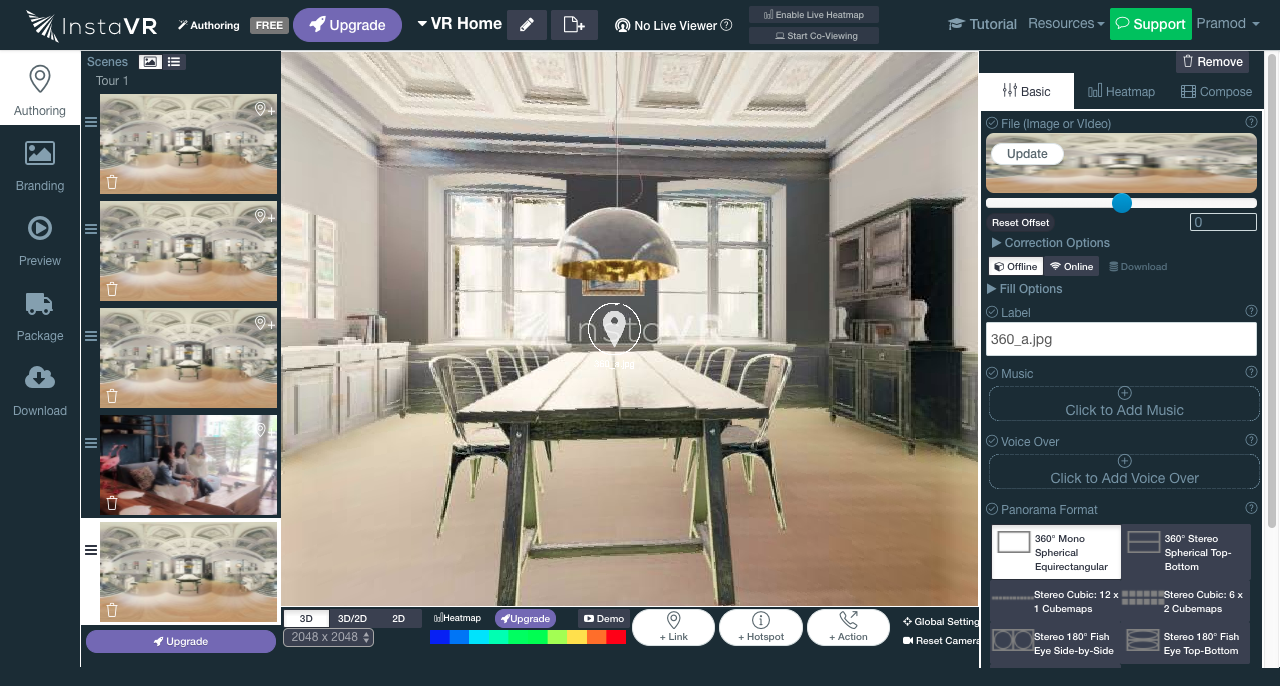 InstaVR
Authoring
FREE
Upgrade
VR Home
No Live Viewer
Enable Live Heatmap
Start Co-Viewing
Tutorial
Resources
Support
Pramod
Authoring
Branding
Preview
Package
Download
Scenes
Tour 1
Upgrade
InstaVR
3D
3D/2D
2D
2048 x 2048
Heatmap
Upgrade
Demo
+ Link
+ Hotspot
+ Action
Global Setting
Reset Camera
Remove
Basic
Heatmap
Compose
File (Image or VIdeo)
Update
Reset Offset
0
Correction Options
Offline
Online
Download
Fill Options
Label
360_a.jpg
Music
Click to Add Music
Voice Over
Click to Add Voice Over
Panorama Format
360° Mono
Spherical
Equirectangular
360° Stereo
Spherical Top-
Bottom
Stereo Cubic: 12 x
1 Cubemaps
Stereo Cubic: 6 x
2 Cubemaps
Stereo 180° Fish
Eye Side-by-Side
Stereo 180° Fish
Eye Top-Bottom